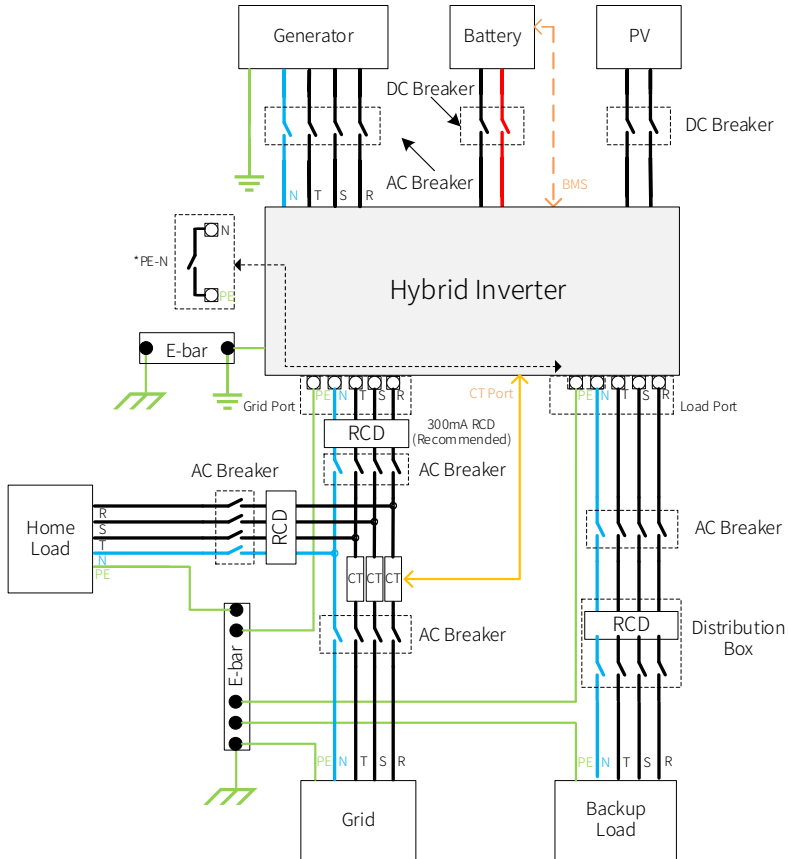 Generator
Battery
PV
DC Breaker
DC Breaker
AC Breaker
BMS
N T S R
N
*PE-N
PE
Hybrid Inverter
E-bar
PE N T S R
Grid Port
CT Port
PE N T S R
Load Port
RCD
300mA RCD
(Recommended)
AC Breaker
AC Breaker
Home
Load
R
S
T
N
PE
RCD
AC Breaker
CT CT CT
RCD
Distribution
Box
AC Breaker
E-bar
PE N T S R
PE N T S R
Grid
Backup
Load